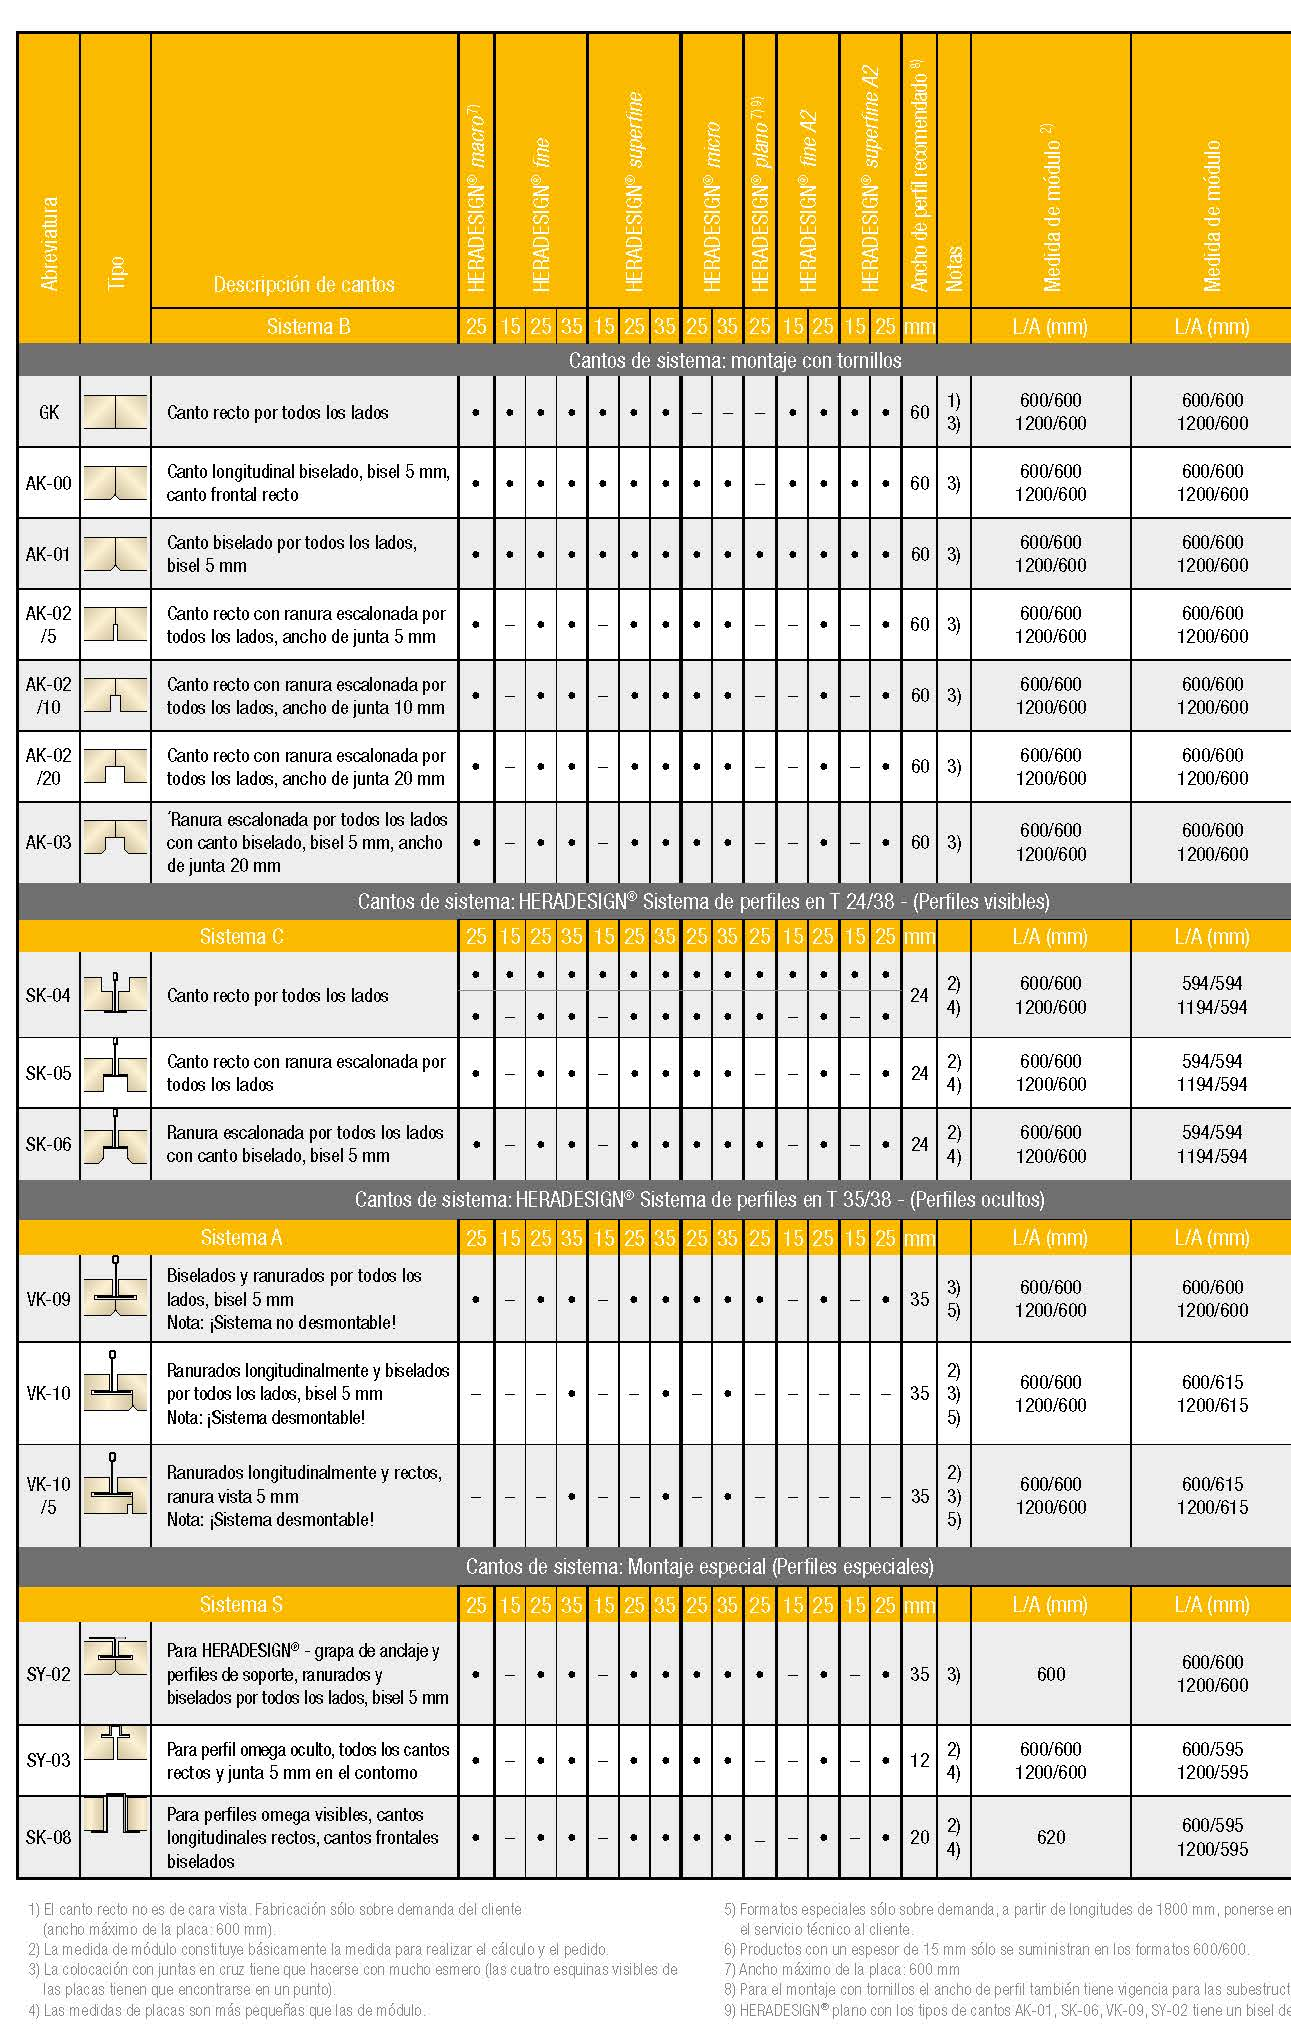 Abreviatura
Tipo
Descripción de cantos
HERADESIGN® macro 7)
HERADESIGN® fine
HERADESIGN® superfine
HERADESIGN® micro
HERADESIGN® plano 7) 9)
HERADESIGN® fine A2
HERADESIGN® superfine A2
Ancho de perfil recomendado 8)
Notas
Medida de módulo 2)
Medida de módulo
Sistema B 25 15 25 35 15 25 35 25 35 25 15 25 15 25 mm L/A (mm) L/A (mm)
Cantos de sistema: montaje con tornillos
GK Canto recto por todos los lados • • • • • • • – – – • • • • 60 1) 3) 600/600 600/600
1200/600 1200/600
AK-00 Canto longitudinal biselado, bisel 5 mm,
canto frontal recto • • • • • • • • • – • • • • 60 3) 600/600 600/600
1200/600 1200/600
AK-01 Canto biselado por todos los lados,
bisel 5 mm • • • • • • • • • • • • • • 60 3) 600/600 600/600
1200/600 1200/600
AK-02 Canto recto con ranura escalonada por
/5 todos los lados, ancho de junta 5 mm • – • • – • • • • – – • – • 60 3) 600/600 600/600
1200/600 1200/600
AK-02 Canto recto con ranura escalonada por
/10 todos los lados, ancho de junta 10 mm • – • • – • • • • – – • – • 60 3) 600/600 600/600
1200/600 1200/600
AK-02 Canto recto con ranura escalonada por
/20 todos los lados, ancho de junta 20 mm • – • • – • • • • – – • – • 60 3) 600/600 600/600
1200/600 1200/600
AK-03 ´Ranura escalonada por todos los lados
con canto biselado, bisel 5 mm, ancho
de junta 20 mm • – • • – • • • • – – • – • 60 3) 600/600 600/600
1200/600 1200/600
Cantos de sistema: HERADESIGN® Sistema de perfiles en T 24/38 - (Perfiles visibles)
Sistema C 25 15 25 35 15 25 35 25 35 25 15 25 15 25 mm L/A (mm) L/A (mm)
SK-04 Canto recto por todos los lados • • • • • • • • • • • • • •
• – • • – • • • • • – • – • 24 2) 4) 600/600 594/594
1200/600 1194/594
SK-05 Canto recto con ranura escalonada por
todos los lados • – • • – • • • • – – • – • 24 2) 4) 600/600 594/594
1200/600 1194/594
SK-06 Ranura escalonada por todos los lados
con canto biselado, bisel 5 mm • – • • – • • • • • – • – • 24 2) 4) 600/600 594/594
1200/600 1194/594
Cantos de sistema: HERADESIGN® Sistema de perfiles en T 35/38 - (Perfiles ocultos)
Sistema A 25 15 25 35 15 25 35 25 35 25 15 25 15 25 mm L/A (mm) L/A (mm)
VK-09 Biselados y ranurados por todos los
lados, bisel 5 mm
Nota: ¡Sistema no desmontable! • – • • – • • • • • – • – • 35 3) 5) 600/600 600/600
1200/600 1200/600
VK-10 Ranurados longitudinalmente y biselados
por todos los lados, bisel 5 mm
Nota: ¡Sistema desmontable! – – – • – – • – • – – – – – 35 2) 3) 5) 600/600 600/615
1200/600 1200/615
VK-10 Ranurados longitudinalmente y rectos,
/5 ranura vista 5 mm
Nota: ¡Sistema desmontable! – – – • – – • – • – – – – – 35 2) 3) 5) 600/600 600/615
1200/600 1200/615
Cantos de sistema: Montaje especial (Perfiles especiales)
Sistema S 25 15 25 35 15 25 35 25 35 25 15 25 15 25 mm L/A (mm) L/A (mm)
SY-02 Para HERADESIGN® - grapa de anclaje y
perfiles de soporte, ranurados y
biselados por todos los lados, bisel 5 mm • – • • – • • • • • – • – • 35 3) 600 600/600
1200/600
SY-03 Para perfil omega oculto, todos los cantos
rectos y junta 5 mm en el contorno • – • • – • • • • – – • – • 12 2) 4) 600/600 600/595
1200/600 1200/595
SK-08 Para perfiles omega visibles, cantos
longitudinales rectos, cantos frontales
biselados • – • • – • • • • – – • – • 20 2) 4) 620 600/595
1200/595
1) El canto recto no es de cara vista. Fabricación sólo sobre demanda del cliente
(ancho máximo de la placa: 600 mm).
2) La medida de módulo constituye básicamente la medida para realizar el cálculo y el pedido.
3) La colocación con juntas en cruz tiene que hacerse con mucho esmero (las cuatro esquinas visibles de
las placas tienen que encontrarse en un punto).
4) Las medidas de placas son más pequeñas que las de módulo.
5) Formatos especiales sólo sobre demanda, a partir de longitudes de 1800 mm, ponerse en
el servicio técnico al cliente.
6) Productos con un espesor de 15 mm sólo se suministran en los formatos 600/600.
7) Ancho máximo de la placa: 600 mm
8) Para el montaje con tornillos el ancho de perfil también tiene vigencia para las subestruct
9) HERADESIGN® plano con los tipos de cantos AK-01, SK-06, VK-09, SY-02 tiene un bisel de